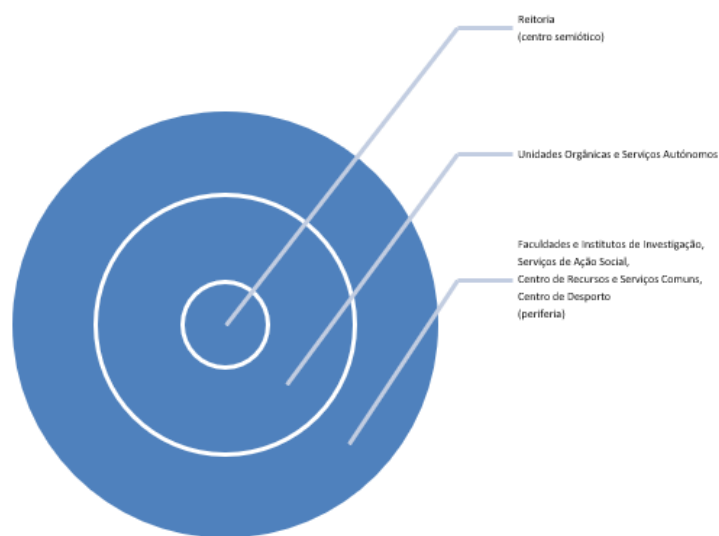 Reitoria
(centro semiótico)
Unidades Orgânicas e Serviços Autónomos
Faculdades e Institutos de Investigação,
Serviços de Ação Social,
Centro de Recursos e Serviços Comuns,
Centro de Desporto
(periferia)